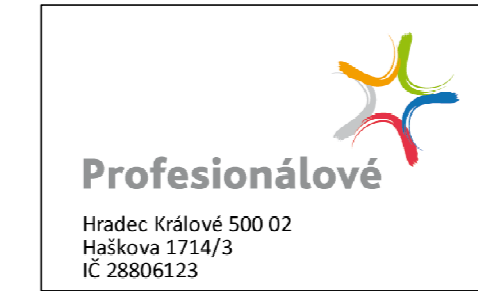 Profesionálové
Hradec Králové 500 02
Haškova 1714/3
IČ 28806123